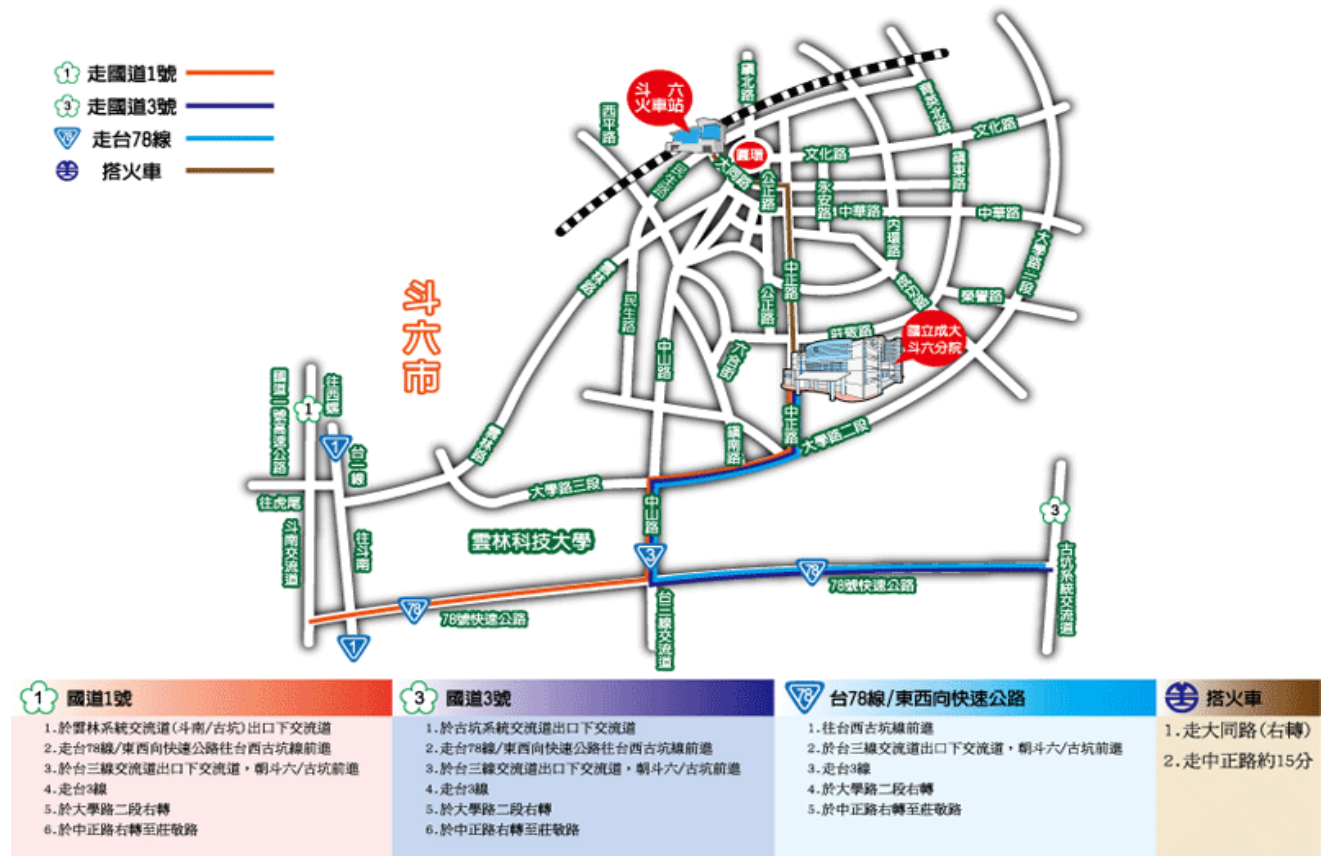 1 走國道1號
3 走國道3號
78 走台78線
搭火車
斗六
火車站
鎮北路
西平路
民生路
大同路
圓環
公正路
文化路
文化路
鎮東路
永安路
中華路
中華路
內環路
大學路二段
榮譽路
雲林路
民生路
中山路
公正路
中正路
莊敬路
國立成大
斗六分院
斗六市
國道一號高速公路
1
往西螺
1
台一線
雲林路
鎮南路
中正路
大學路二段
往虎尾
大學路三段
中山路
斗南交流道
往斗南
雲林科技大學
3
3
古坑系統交流道
78
78號快速公路
78
78號快速公路
台三線交流道
1
1 國道1號
1.於雲林系統交流道(斗南/古坑)出口下交流道
2.走台78線/東西向快速公路往台西古坑線前進
3.於台三線交流道出口下交流道，朝斗六/古坑前進
4.走台3線
5.於大學路二段右轉
6.於中正路右轉至莊敬路
3 國道3號
1.於古坑系統交流道出口下交流道
2.走台78線/東西向快速公路往台西古坑線前進
3.於台三線交流道出口下交流道，朝斗六/古坑前進
4.走台3線
5.於大學路二段右轉
6.於中正路右轉至莊敬路
78 台78線/東西向快速公路
1.往台西古坑線前進
2.於台三線交流道出口下交流道，朝斗六/古坑前進
3.走台3線
4.於大學路二段右轉
5.於中正路右轉至莊敬路
搭火車
1.走大同路(右轉)
2.走中正路約15分